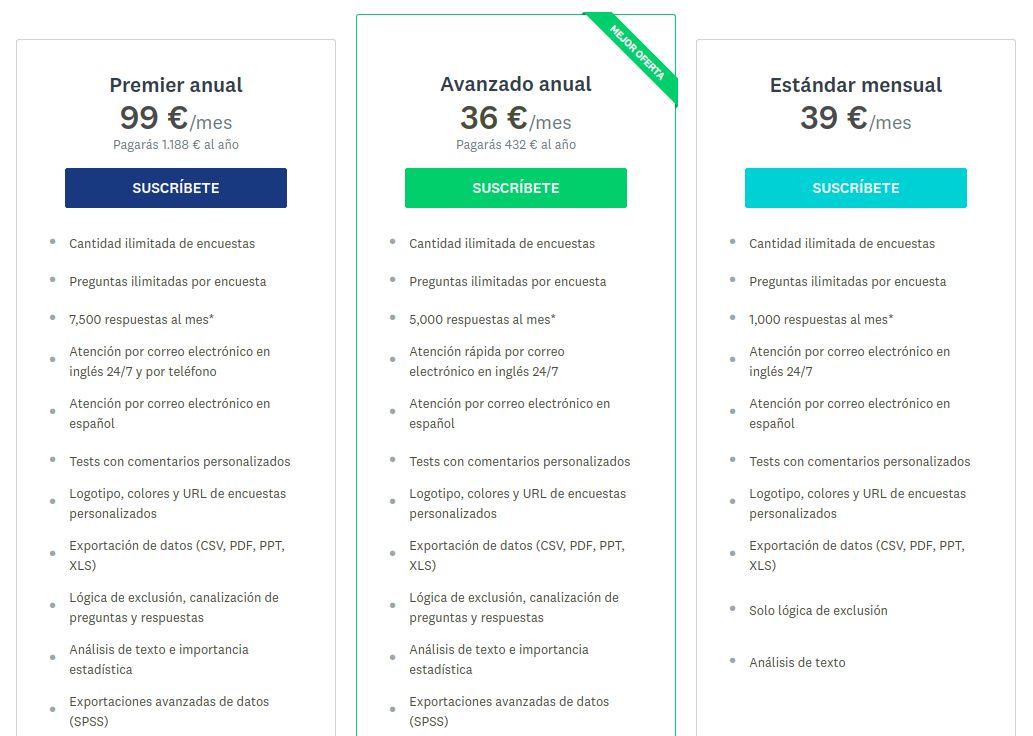 Premier anual
99 €/mes
Pagarás 1.188 € al año
SUSCRÍBETE
Cantidad ilimitada de encuestas
Preguntas ilimitadas por encuesta
7,500 respuestas al mes*
Atención por correo electrónico en
inglés 24/7 y por teléfono
Atención por correo electrónico en
español
Tests con comentarios personalizados
Logotipo, colores y URL de encuestas
personalizados
Exportación de datos (CSV, PDF, PPT,
XLS)
Lógica de exclusión, canalización de
preguntas y respuestas
Análisis de texto e importancia
estadística
Exportaciones avanzadas de datos
(SPSS)
MEJOR OFERTA
Avanzado anual
36 €/mes
Pagarás 432 € al año
SUSCRÍBETE
Cantidad ilimitada de encuestas
Preguntas ilimitadas por encuesta
5,000 respuestas al mes*
Atención rápida por correo
electrónico en inglés 24/7
Atención por correo electrónico en
español
Tests con comentarios personalizados
Logotipo, colores y URL de encuestas
personalizados
Exportación de datos (CSV, PDF, PPT,
XLS)
Lógica de exclusión, canalización de
preguntas y respuestas
Análisis de texto e importancia
estadística
Exportaciones avanzadas de datos
(SPSS)
Estándar mensual
39 €/mes
SUSCRÍBETE
Cantidad ilimitada de encuestas
Preguntas ilimitadas por encuesta
1,000 respuestas al mes*
Atención por correo electrónico en
inglés 24/7
Atención por correo electrónico en
español
Tests con comentarios personalizados
Logotipo, colores y URL de encuestas
personalizados
Exportación de datos (CSV, PDF, PPT,
XLS)
Solo lógica de exclusión
Análisis de texto